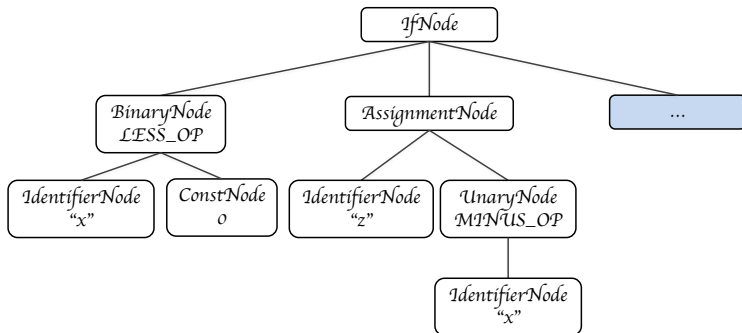 IfNode
BinaryNode
LESS_OP
AssignmentNode
...
IdentifierNode
“x”
ConstNode
0
IdentifierNode
“z”
UnaryNode
MINUS_OP
IdentifierNode
“x”